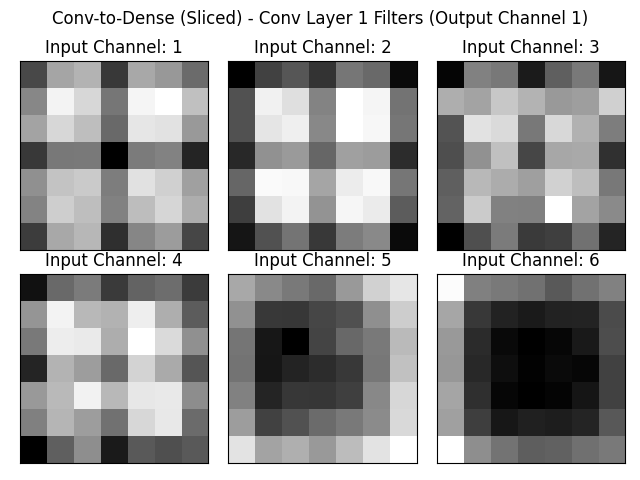 Conv-to-Dense (Sliced) - Conv Layer 1 Filters (Output Channel 1)
Input Channel: 1
Input Channel: 2
Input Channel: 3
Input Channel: 4
Input Channel: 5
Input Channel: 6